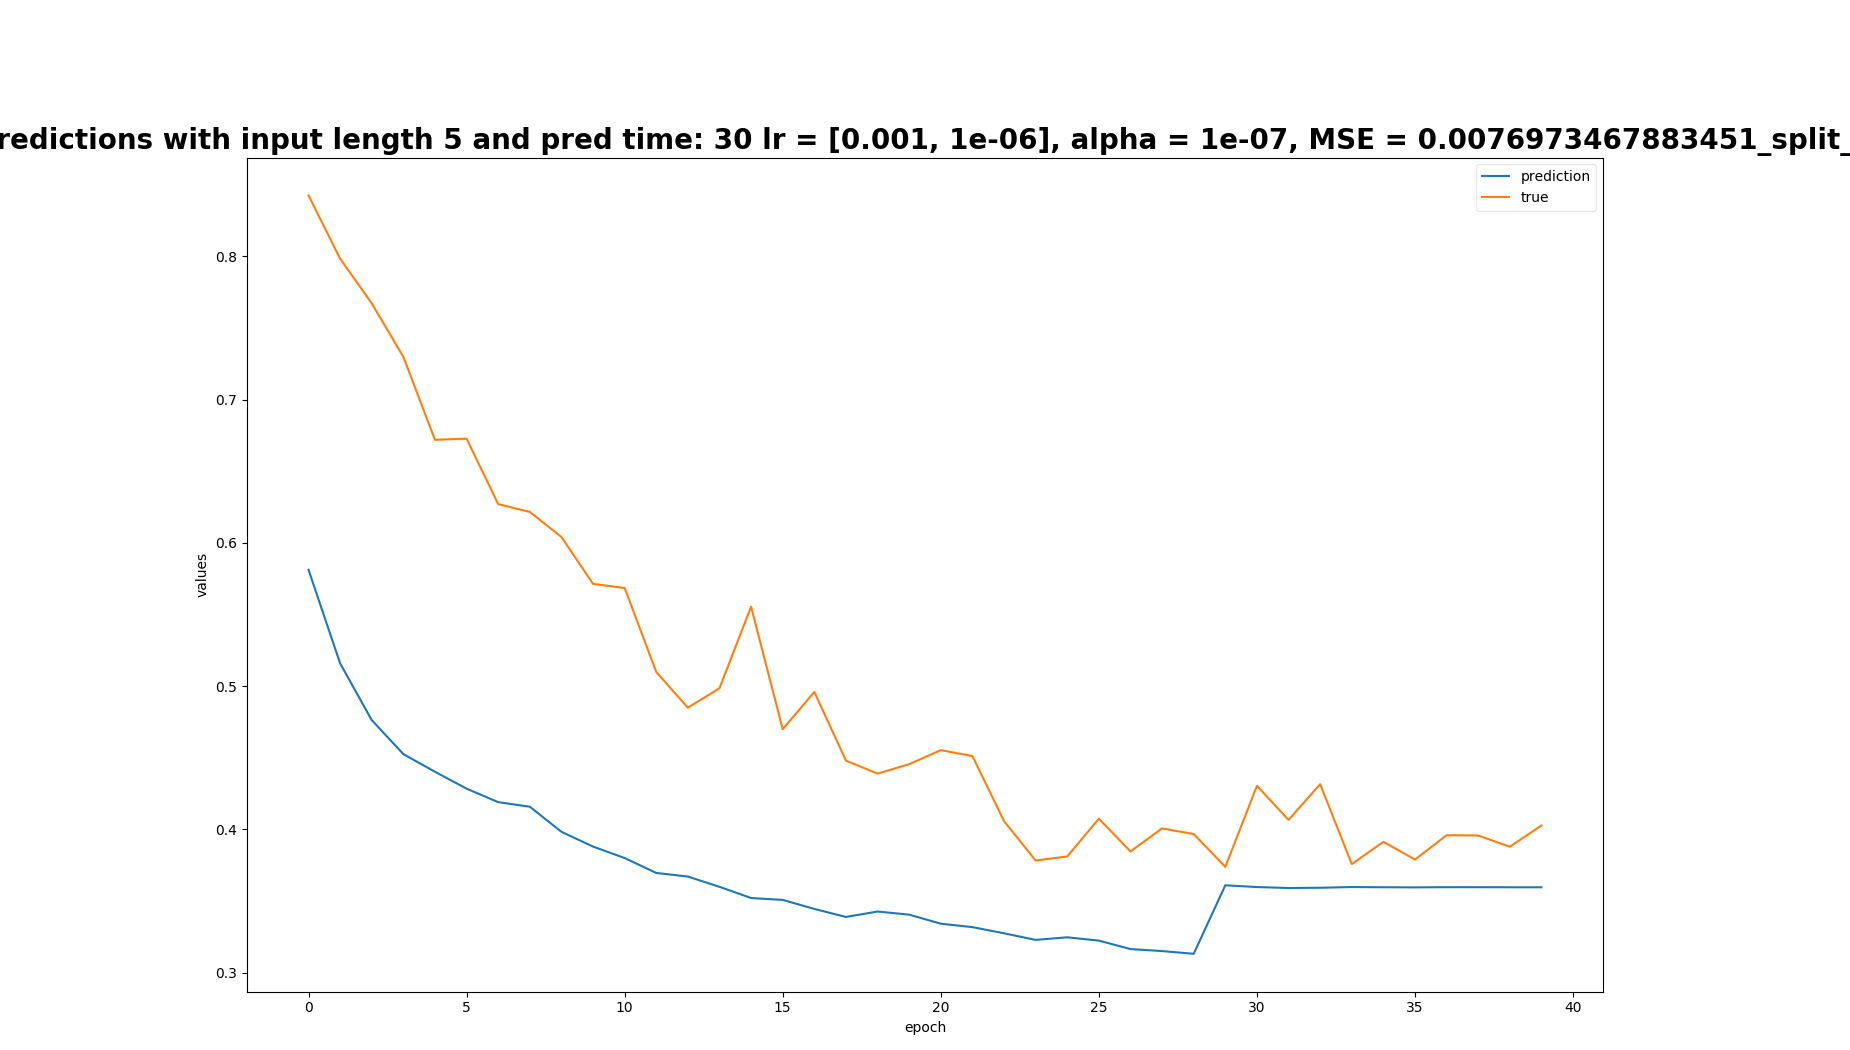 redictions with input length 5 and pred time: 30 lr = [0.001, 1e-06], alpha = 1e-07, MSE = 0.0076973467883451_split_
prediction
true
0.8
0.7
0.6
0.5
0.4
0.3
values
0 5 10 15 20 25 30 35 40
epoch